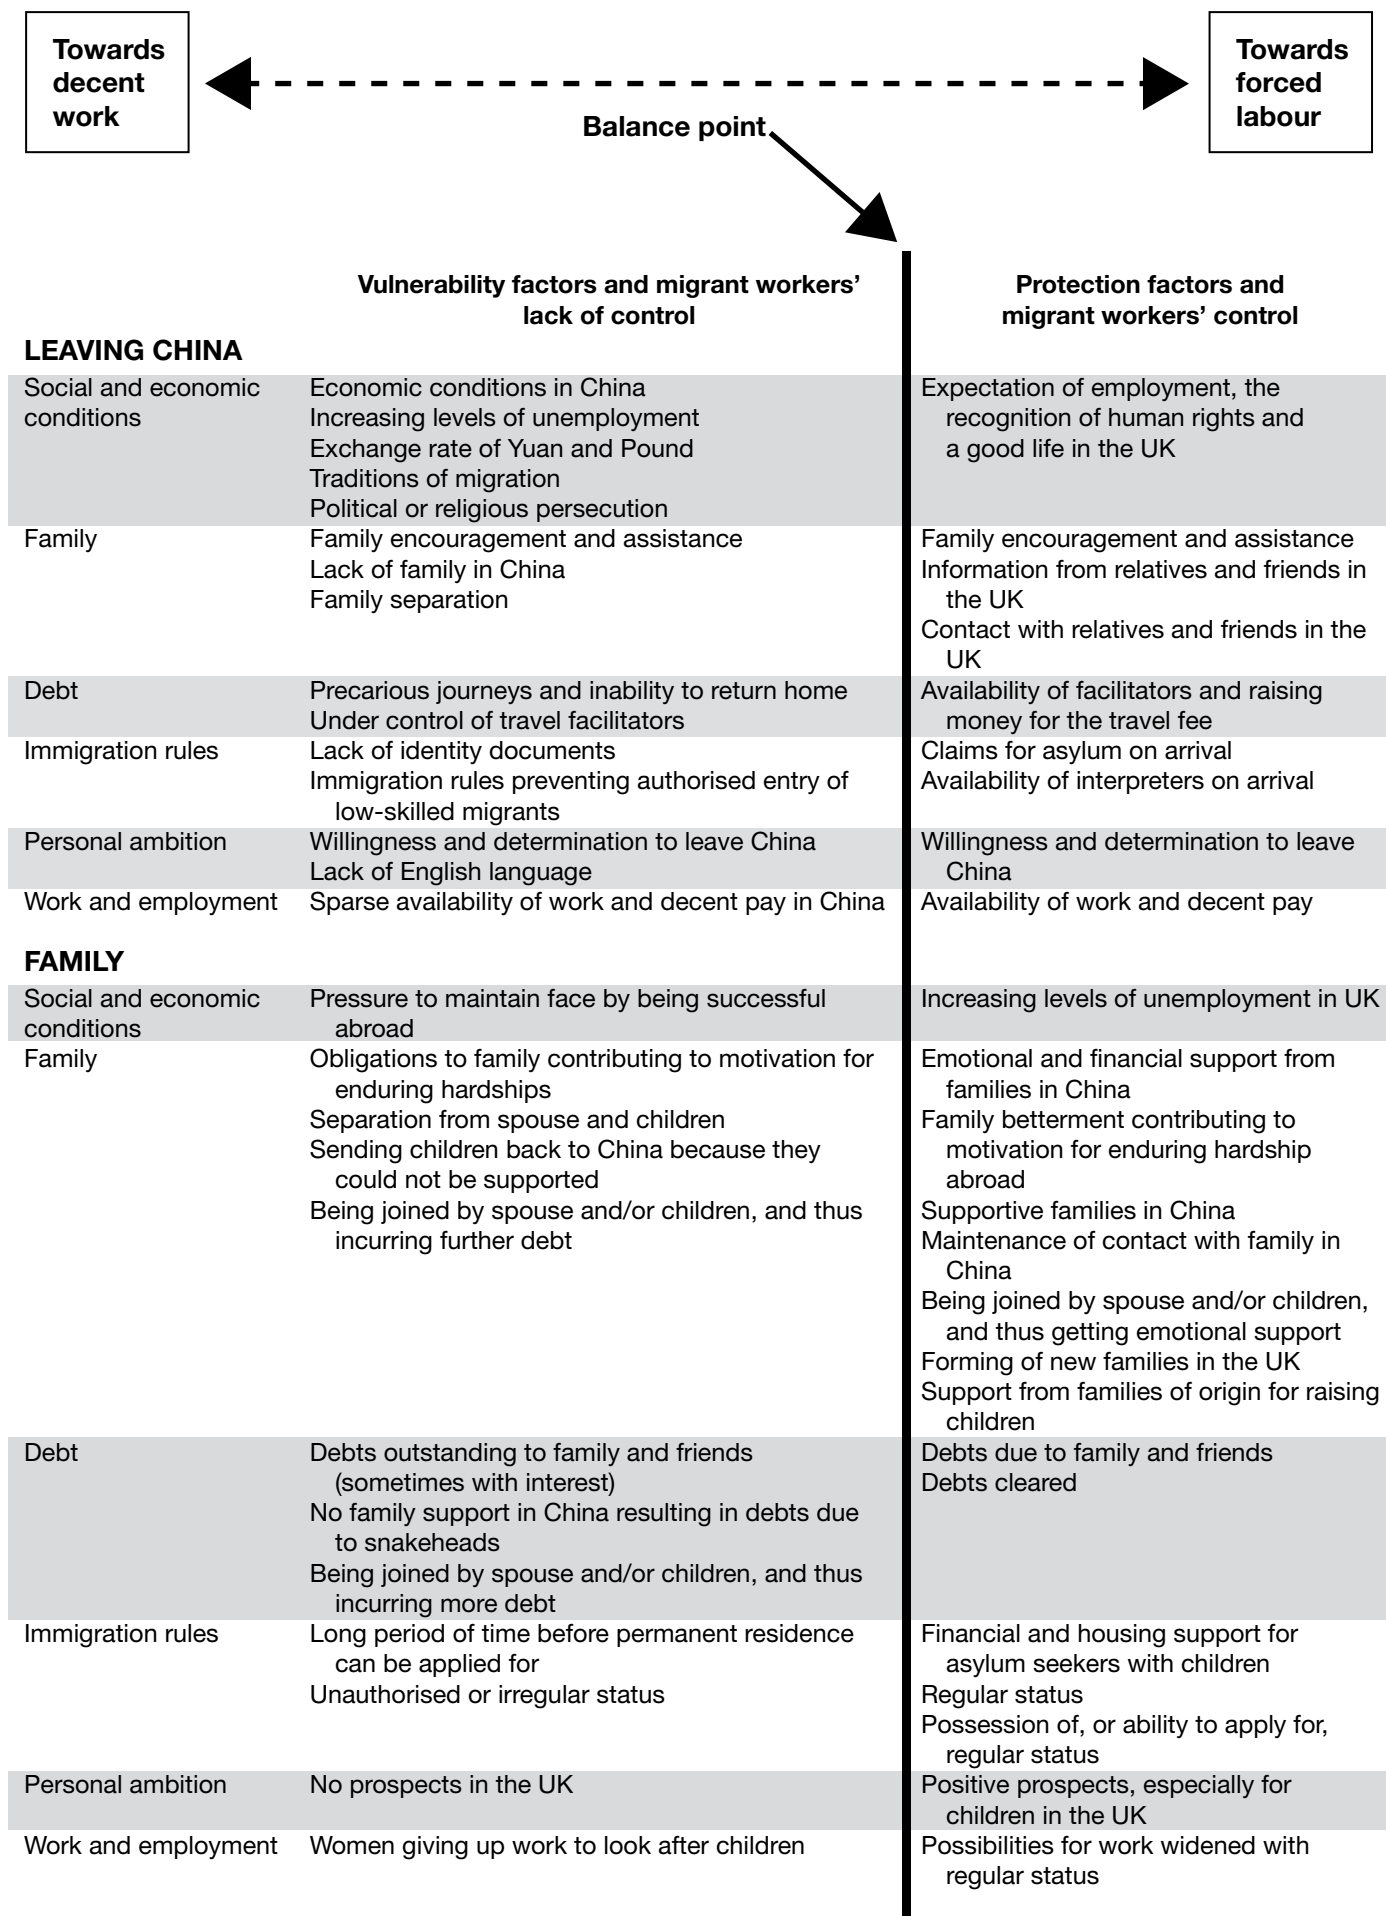 Towards
decent
work
Towards
forced
labour
Balance point
Vulnerability factors and migrant workers’
lack of control
Protection factors and
migrant workers’ control
LEAVING CHINA
Social and economic
conditions
Economic conditions in China
Increasing levels of unemployment
Exchange rate of Yuan and Pound
Traditions of migration
Political or religious persecution
Expectation of employment, the
recognition of human rights and
a good life in the UK
Family
Family encouragement and assistance
Lack of family in China
Family separation
Family encouragement and assistance
Information from relatives and friends in
the UK
Contact with relatives and friends in the
UK
Debt
Precarious journeys and inability to return home
Under control of travel facilitators
Availability of facilitators and raising
money for the travel fee
Immigration rules
Lack of identity documents
Immigration rules preventing authorised entry of
low-skilled migrants
Claims for asylum on arrival
Availability of interpreters on arrival
Personal ambition
Willingness and determination to leave China
Lack of English language
Willingness and determination to leave
China
Work and employment
Sparse availability of work and decent pay in China
Availability of work and decent pay
FAMILY
Social and economic
conditions
Pressure to maintain face by being successful
abroad
Increasing levels of unemployment in UK
Family
Obligations to family contributing to motivation for
enduring hardships
Separation from spouse and children
Sending children back to China because they
could not be supported
Being joined by spouse and/or children, and thus
incurring further debt
Emotional and financial support from
families in China
Family betterment contributing to
motivation for enduring hardship
abroad
Supportive families in China
Maintenance of contact with family in
China
Being joined by spouse and/or children,
and thus getting emotional support
Forming of new families in the UK
Support from families of origin for raising
children
Debt
Debts outstanding to family and friends
(sometimes with interest)
No family support in China resulting in debts due
to snakeheads
Being joined by spouse and/or children, and thus
incurring more debt
Debts due to family and friends
Debts cleared
Immigration rules
Long period of time before permanent residence
can be applied for
Unauthorised or irregular status
Financial and housing support for
asylum seekers with children
Regular status
Possession of, or ability to apply for,
regular status
Personal ambition
No prospects in the UK
Positive prospects, especially for
children in the UK
Work and employment
Women giving up work to look after children
Possibilities for work widened with
regular status